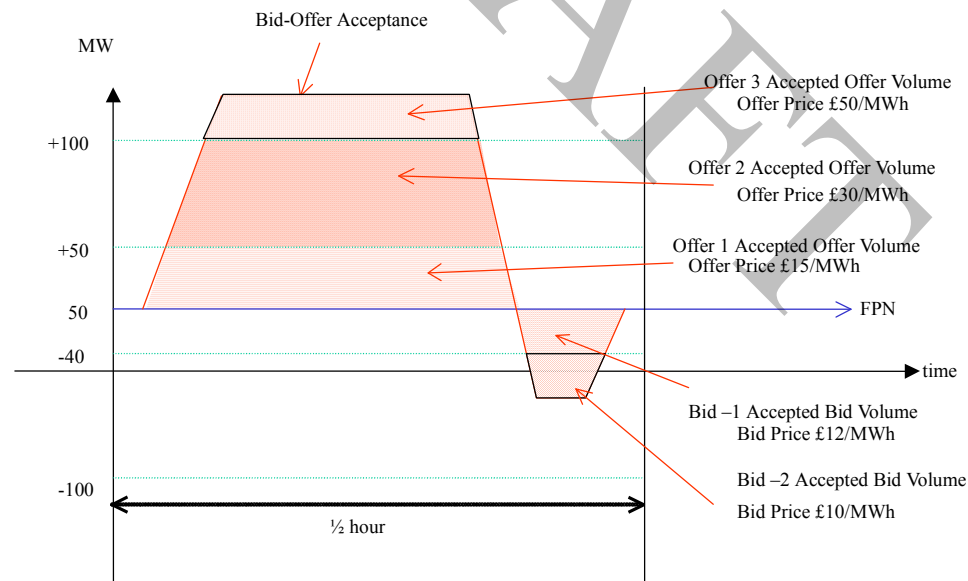 Bid-Offer Acceptance
MW
Offer 3 Accepted Offer Volume
Offer Price £50/MWh
+100
Offer 2 Accepted Offer Volume
Offer Price £30/MWh
+50
Offer 1 Accepted Offer Volume
Offer Price £15/MWh
50
FPN
-40
time
Bid –1 Accepted Bid Volume
Bid Price £12/MWh
Bid –2 Accepted Bid Volume
-100
Bid Price £10/MWh
½ hour